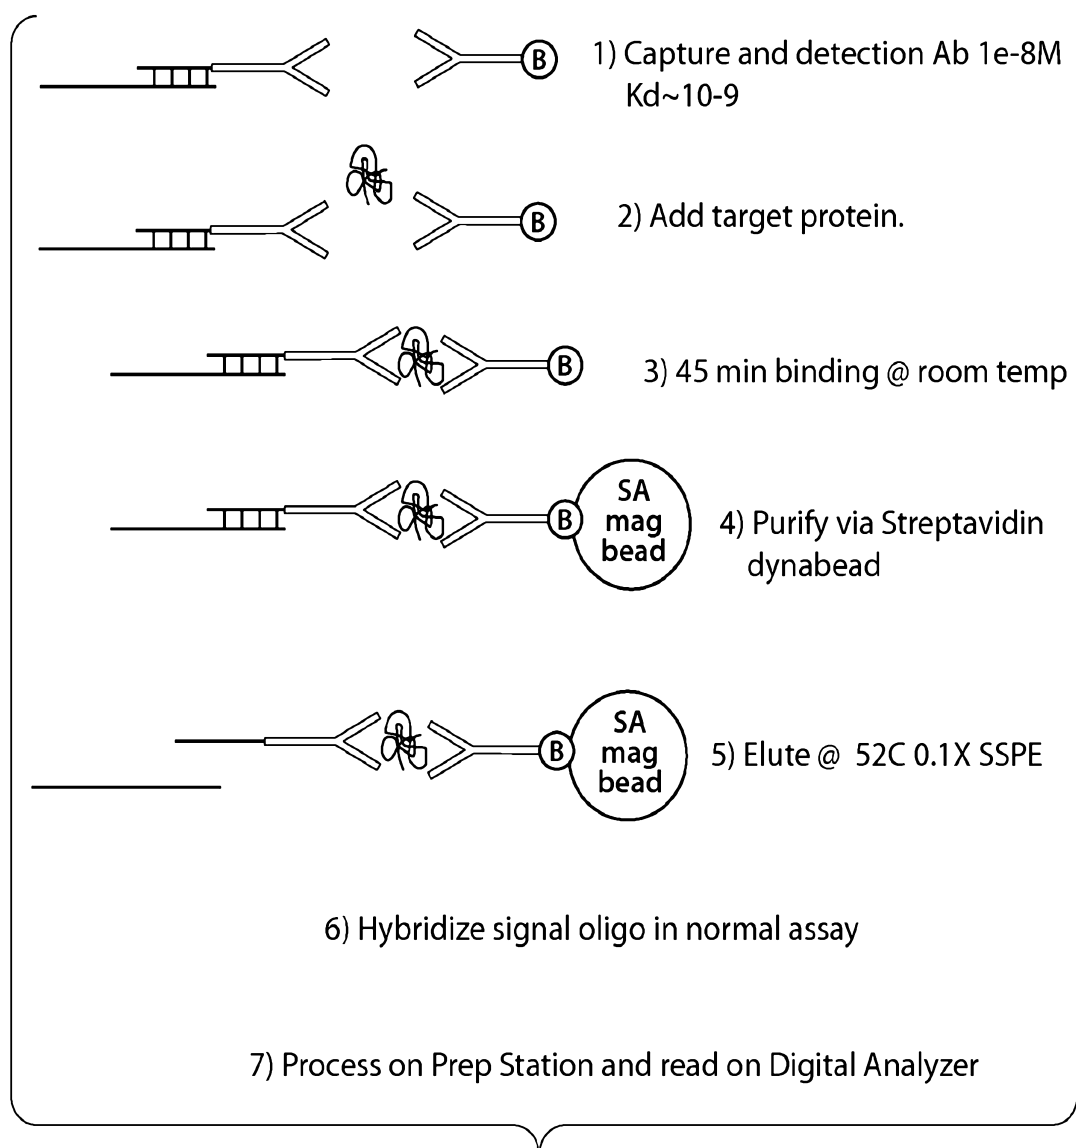 B
1) Capture and detection Ab 1e-8M
Kd~10-9
B
2) Add target protein.
B
3) 45 min binding @ room temp
B
SA
mag
bead
4) Purify via Streptavidin
dynabead
B
SA
mag
bead
5) Elute @ 52C 0.1X SSPE
6) Hybridize signal oligo in normal assay
7) Process on Prep Station and read on Digital Analyzer